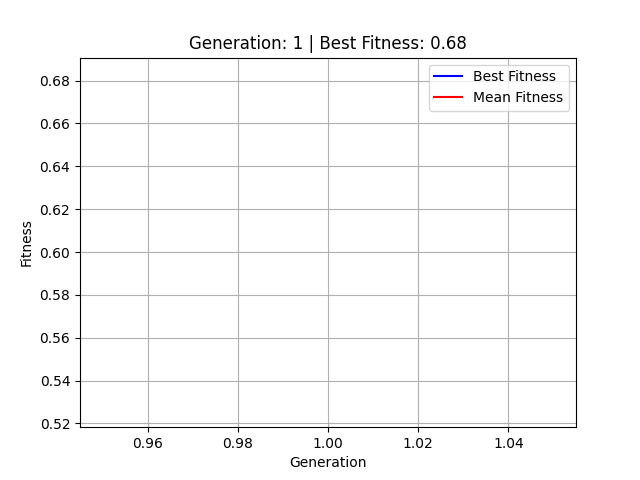 Generation: 1 | Best Fitness: 0.68
Best Fitness
Mean Fitness
0.68
0.66
0.64
0.62
0.60
0.58
0.56
0.54
0.52
Fitness
0.96 0.98 1.00 1.02 1.04
Generation